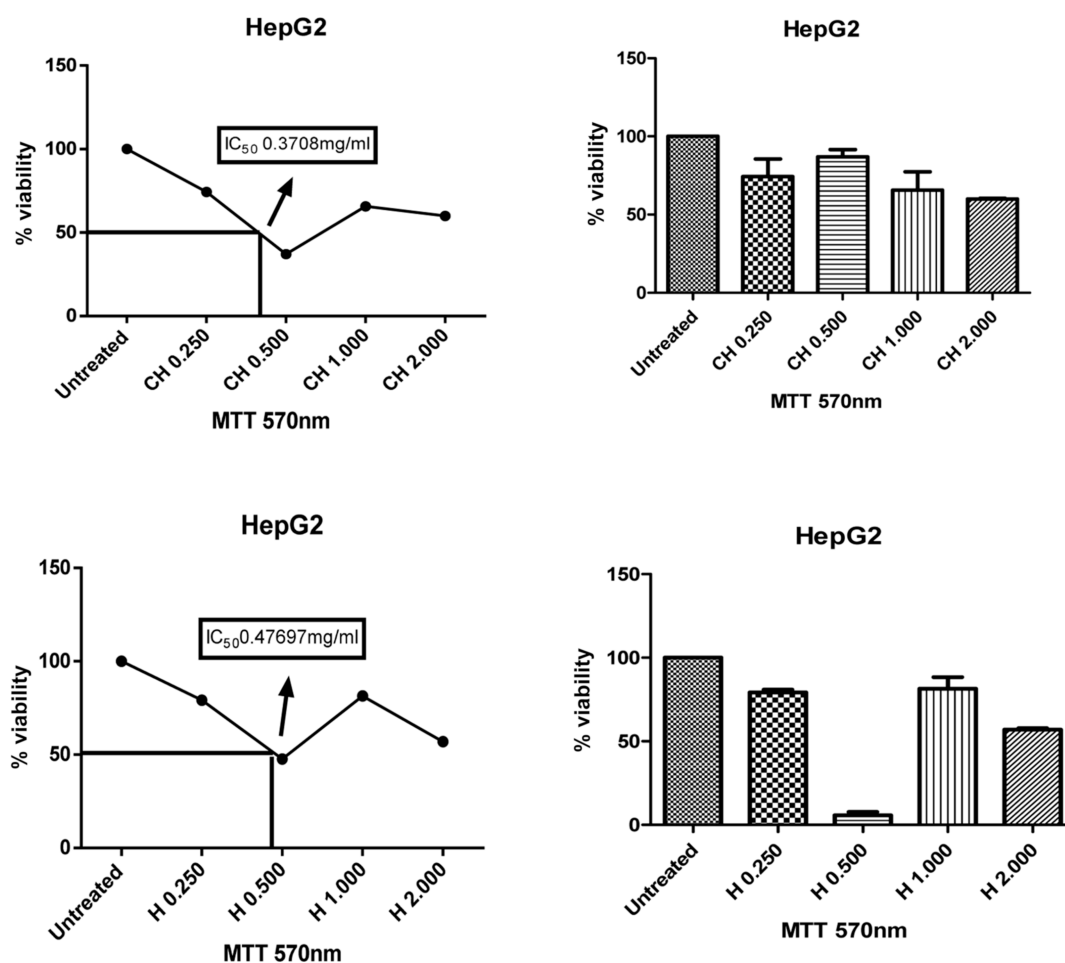 HepG2
% viability
150
100
50
0
IC50 0.3708mg/ml
Untreated
CH 0.250
CH 0.500
CH 1.000
CH 2.000
MTT 570nm
HepG2
% viability
150
100
50
0
Untreated
CH 0.250
CH 0.500
CH 1.000
CH 2.000
MTT 570nm
HepG2
% viability
150
100
50
0
IC500.47697mg/ml
Untreated
H 0.250
H 0.500
H 1.000
H 2.000
MTT 570nm
HepG2
% viability
150
100
50
0
Untreated
H 0.250
H 0.500
H 1.000
H 2.000
MTT 570nm